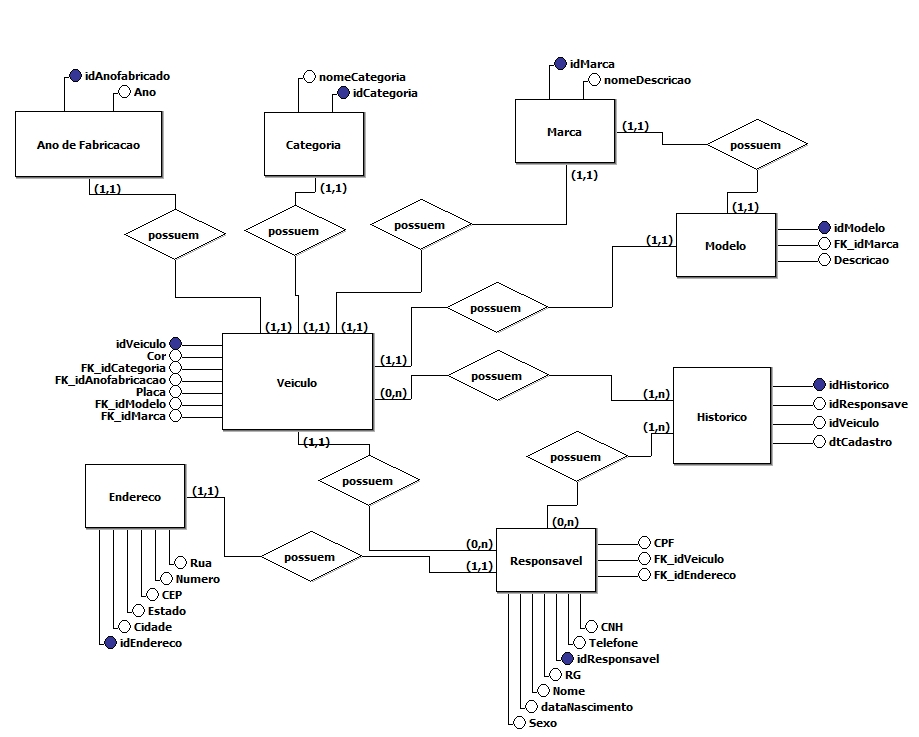 idAnofabricado
Ano
Ano de Fabricacao
(1,1)
nomeCategoria
idCategoria
Categoria
(1,1)
idMarca
nomeDescricao
Marca
(1,1)
(1,1)
possuem
possuem
possuem
possuem
(1,1)
Modelo
idModelo
FK_idMarca
Descricao
(1,1)
possuem
(1,1)
(1,1)
(1,1)
idVeiculo
Cor
FK_idCategoria
FK_idAnofabricacao
Placa
FK_idModelo
FK_idMarca
Veiculo
(1,1)
(0,n)
possuem
(1,n)
(1,n)
Historico
idHistorico
idResponsave
idVeiculo
dtCadastro
(1,1)
possuem
possuem
Endereco
(1,1)
possuem
Rua
Numero
CEP
Estado
Cidade
idEndereco
(0,n)
(0,n)
(1,1)
Responsavel
CPF
FK_idVeiculo
FK_idEndereco
CNH
Telefone
idResponsavel
RG
Nome
dataNascimento
Sexo